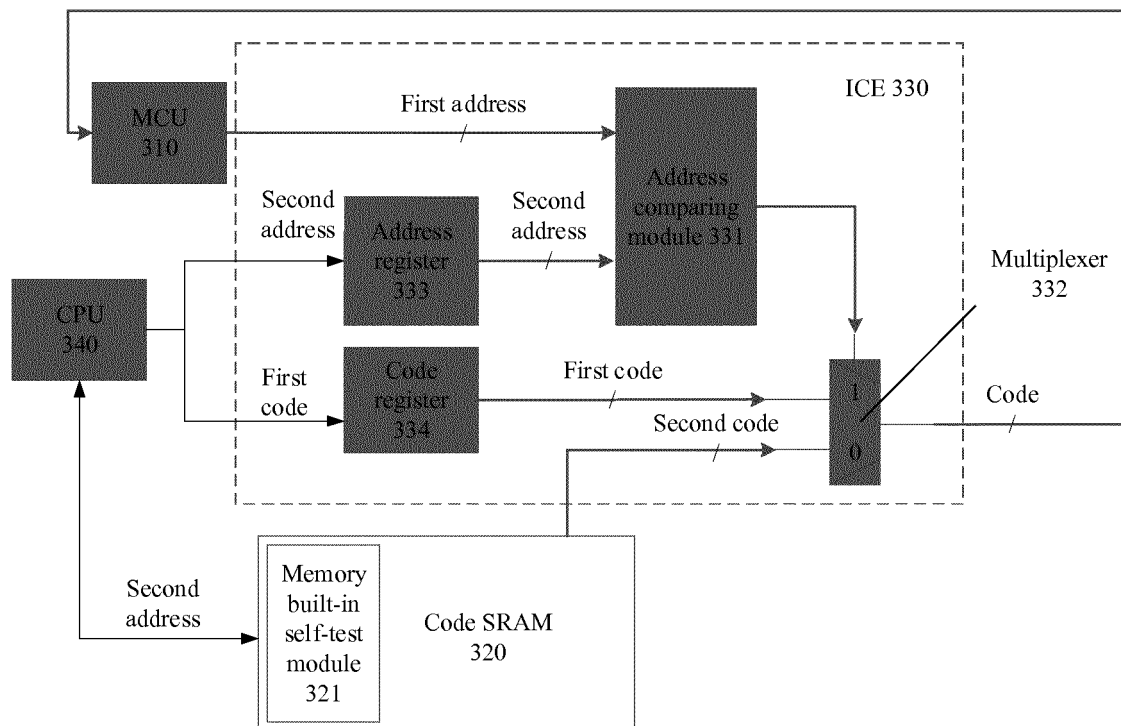 ICE 330
MCU
310
First address
Address
comparing
module 331
Second
address
Address
register
333
Second
address
Multiplexer
332
CPU
340
First
code
Code
register
334
First code
Second code
1
0
Code
Second
address
Memory
built-in
self-test
module
321
Code SRAM
320